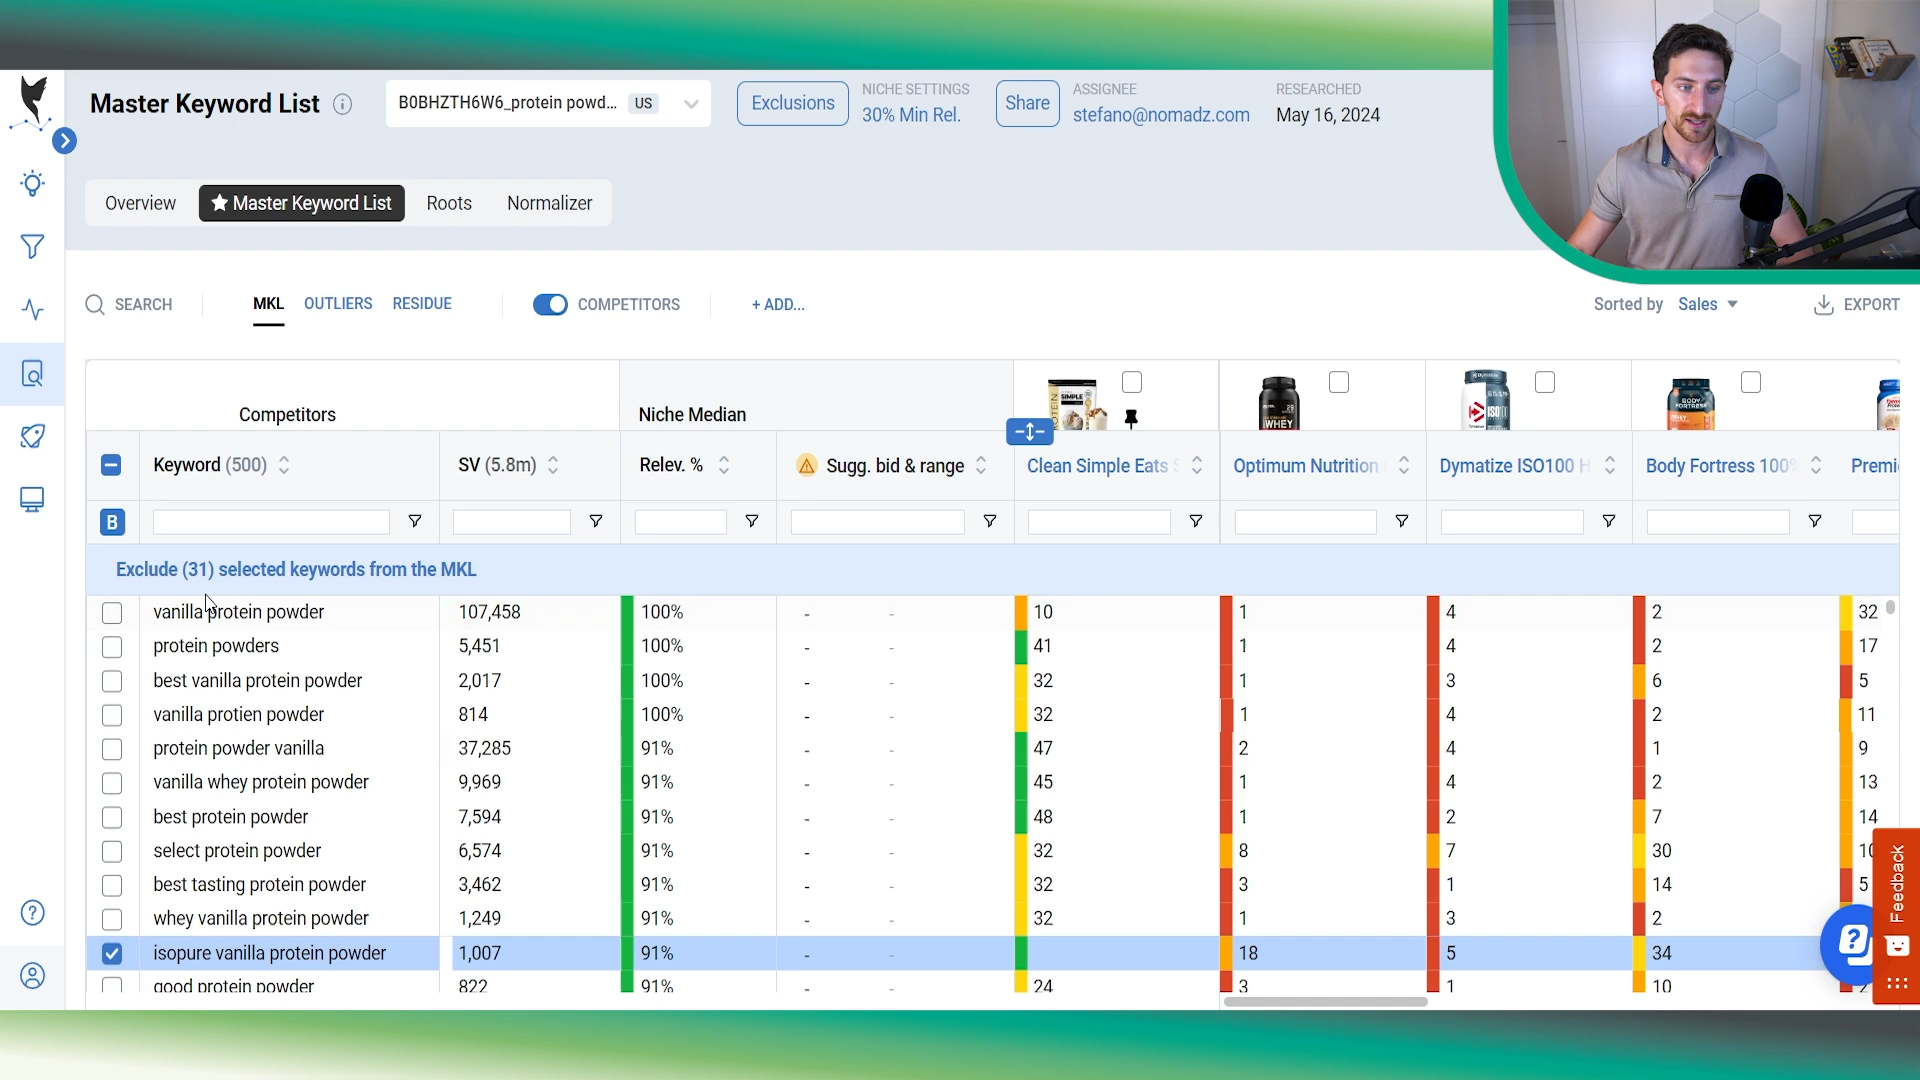 Master Keyword List
B0BHZTH6W6_protein powd... US
Exclusions
NICHE SETTINGS
30% Min Rel.
Share
ASSIGNEE
stefano@nomadz.com
RESEARCHED
May 16, 2024
Overview
Master Keyword List
Roots
Normalizer
SEARCH
MKL
OUTLIERS
RESIDUE
COMPETITORS
+ ADD...
Sorted by Sales
EXPORT
Competitors
Niche Median
SIMPLE
WHEY
ISO100
BODY FORTRESS
Keyword (500)
SV (5.8m)
Relev. %
Sugg. bid & range
Clean Simple Eats
Optimum Nutrition
Dymatize ISO100 H
Body Fortress 100%
Premi
B
Exclude (31) selected keywords from the MKL
vanilla protein powder 107,458 100% - - 10 1 4 2 32
protein powders 5,451 100% - - 41 1 4 2 17
best vanilla protein powder 2,017 100% - - 32 1 3 6 5
vanilla protien powder 814 100% - - 32 1 4 2 11
protein powder vanilla 37,285 91% - - 47 2 4 1 9
vanilla whey protein powder 9,969 91% - - 45 1 4 2 13
best protein powder 7,594 91% - - 48 1 2 7 14
select protein powder 6,574 91% - - 32 8 7 30 10
best tasting protein powder 3,462 91% - - 32 3 1 14 5
whey vanilla protein powder 1,249 91% - - 32 1 3 2
isopure vanilla protein powder 1,007 91% - - 18 5 34
good protein powder 822 91% - - 24 3 1 10
Feedback